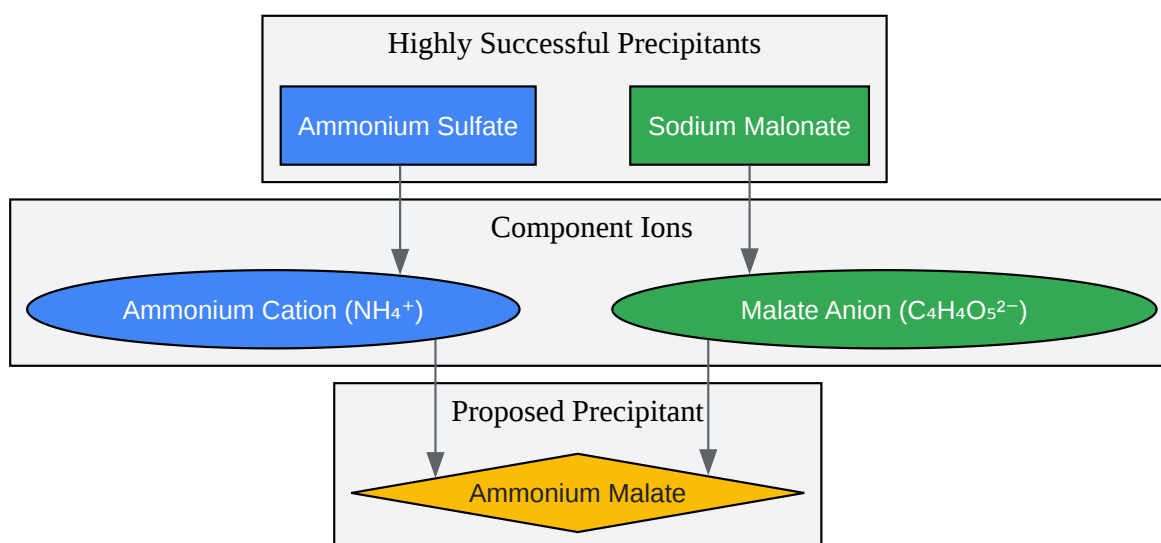 Highly Successful Precipitants
Ammonium Sulfate
Sodium Malonate
Component Ions
Ammonium Cation (NH₄⁺)
Malate Anion (C₄H₄O₅²⁻)
Proposed Precipitant
Ammonium Malate